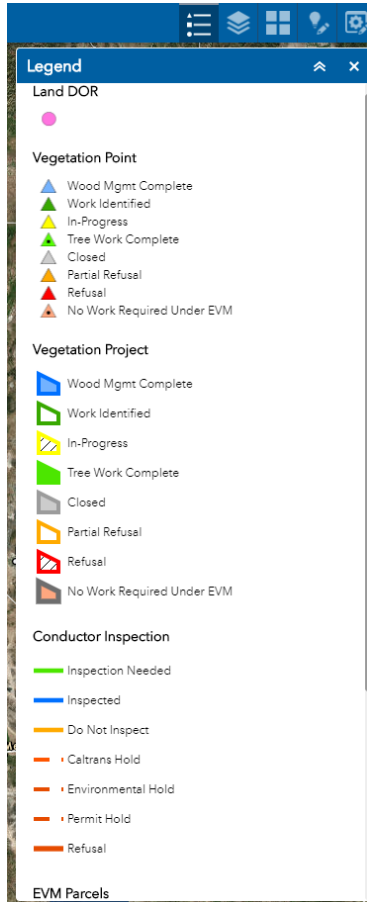 Legend
Land DOR
Vegetation Point
Wood Mgmt Complete
Work Identified
In-Progress
Tree Work Complete
Closed
Partial Refusal
Refusal
No Work Required Under EVM
Vegetation Project
Wood Mgmt Complete
Work Identified
In-Progress
Tree Work Complete
Closed
Partial Refusal
Refusal
No Work Required Under EVM
Conductor Inspection
Inspection Needed
Inspected
Do Not Inspect
Caltrans Hold
Environmental Hold
Permit Hold
Refusal
EVM Parcels